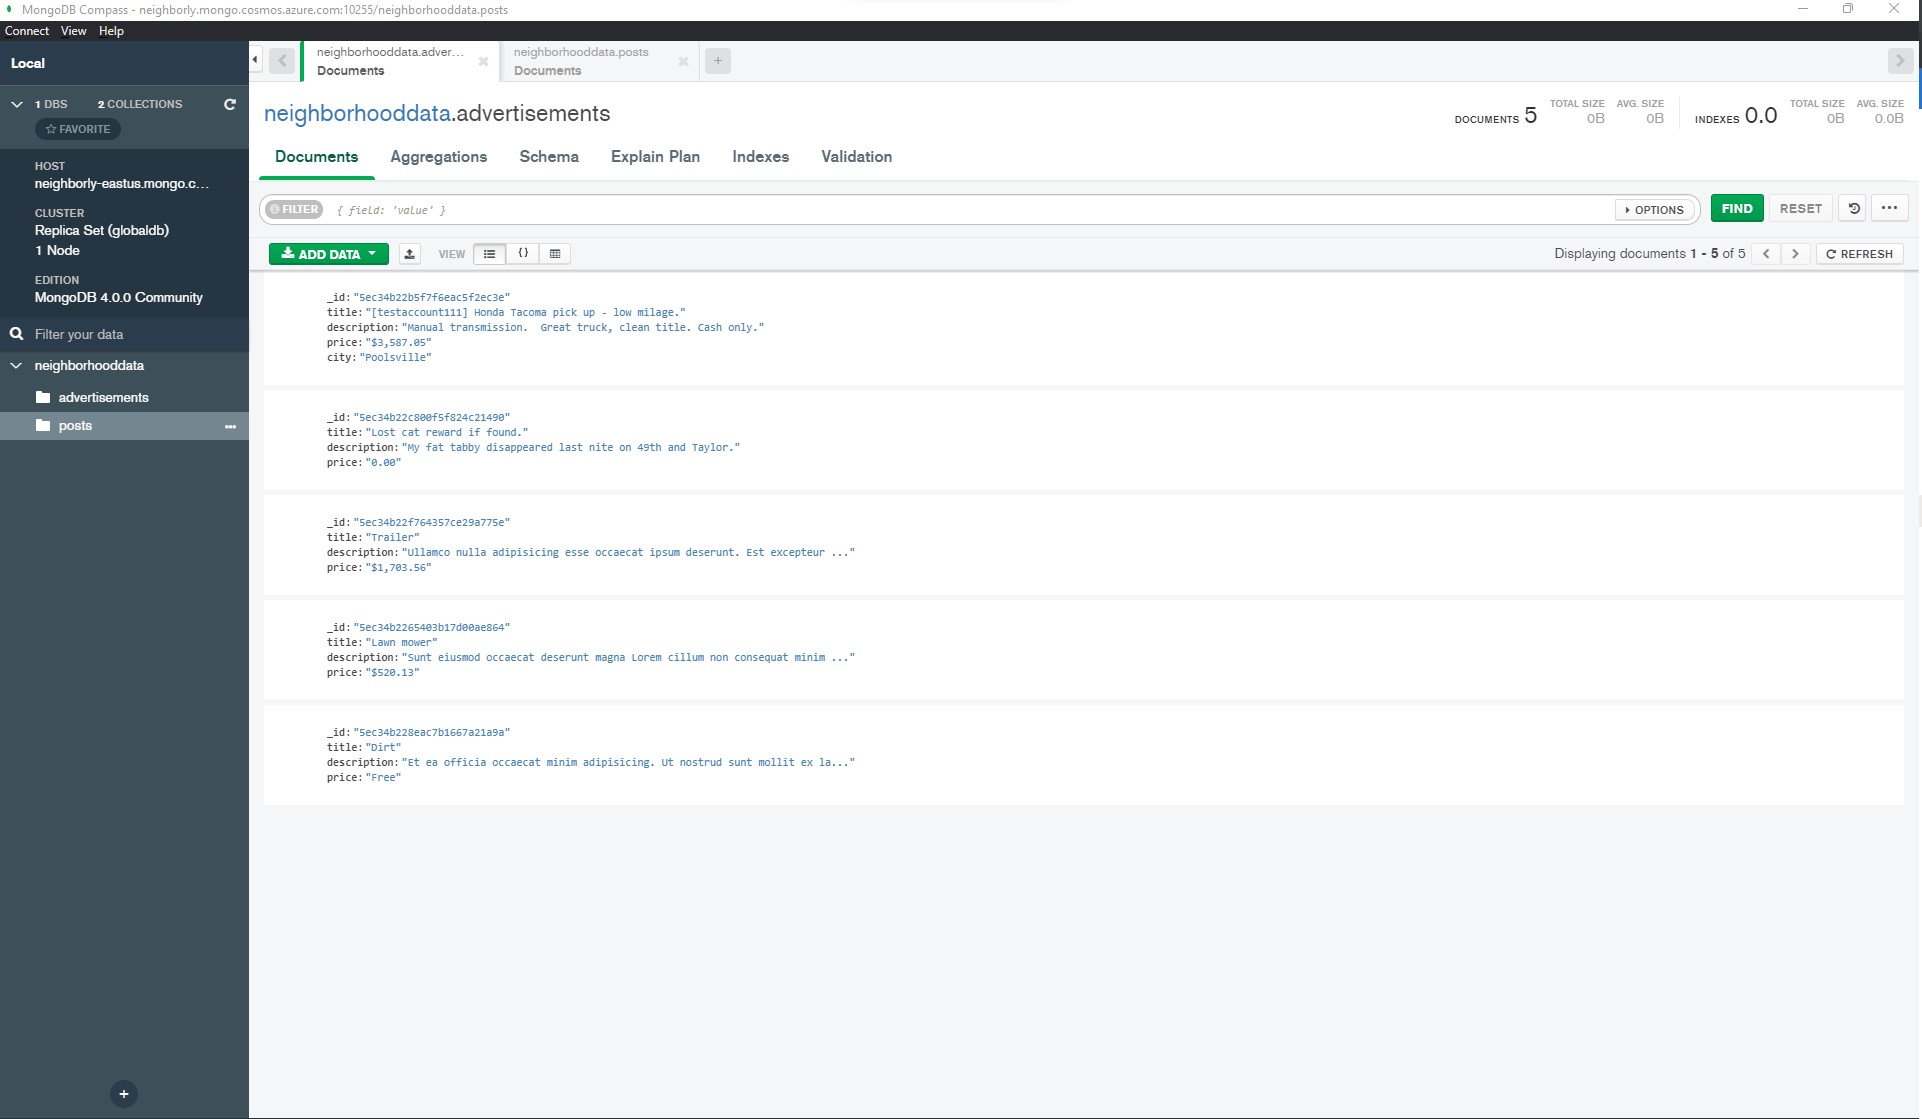 MongoDB Compass - neighborly.mongo.cosmos.azure.com:10255/neighborhooddata.posts
Connect View Help
Local
1 DBS 2 COLLECTIONS
FAVORITE
HOST
neighborly-eastus.mongo.c...
CLUSTER
Replica Set (globaldb)
1 Node
EDITION
MongoDB 4.0.0 Community
Filter your data
neighborhooddata
advertisements
posts
neighborhooddata.adver...
Documents
neighborhooddata.posts
Documents
neighborhooddata.advertisements
DOCUMENTS 5 TOTAL SIZE 0B AVG. SIZE 0B INDEXES 0.0 TOTAL SIZE 0B AVG. SIZE 0.0B
Documents Aggregations Schema Explain Plan Indexes Validation
FILTER { field: 'value' } OPTIONS FIND RESET
ADD DATA VIEW { } Displaying documents 1 - 5 of 5 REFRESH
_id: "5ec34b22b5f7f6eac5f2ec3e"
title: "[testaccount111] Honda Tacoma pick up - low milage."
description: "Manual transmission.  Great truck, clean title. Cash only."
price: "$3,587.05"
city: "Poolsville"
_id: "5ec34b22c800f5f824c21490"
title: "Lost cat reward if found."
description: "My fat tabby disappeared last nite on 49th and Taylor."
price: "0.00"
_id: "5ec34b22f764357ce29a775e"
title: "Trailer"
description: "Ullamco nulla adipisicing esse occaecat ipsum deserunt. Est excepteur ..."
price: "$1,703.56"
_id: "5ec34b2265403b17d00ae864"
title: "Lawn mower"
description: "Sunt eiusmod occaecat deserunt magna Lorem cillum non consequat minim ..."
price: "$520.13"
_id: "5ec34b228eac7b1667a21a9a"
title: "Dirt"
description: "Et ea officia occaecat minim adipisicing. Ut nostrud sunt mollit ex la..."
price: "Free"